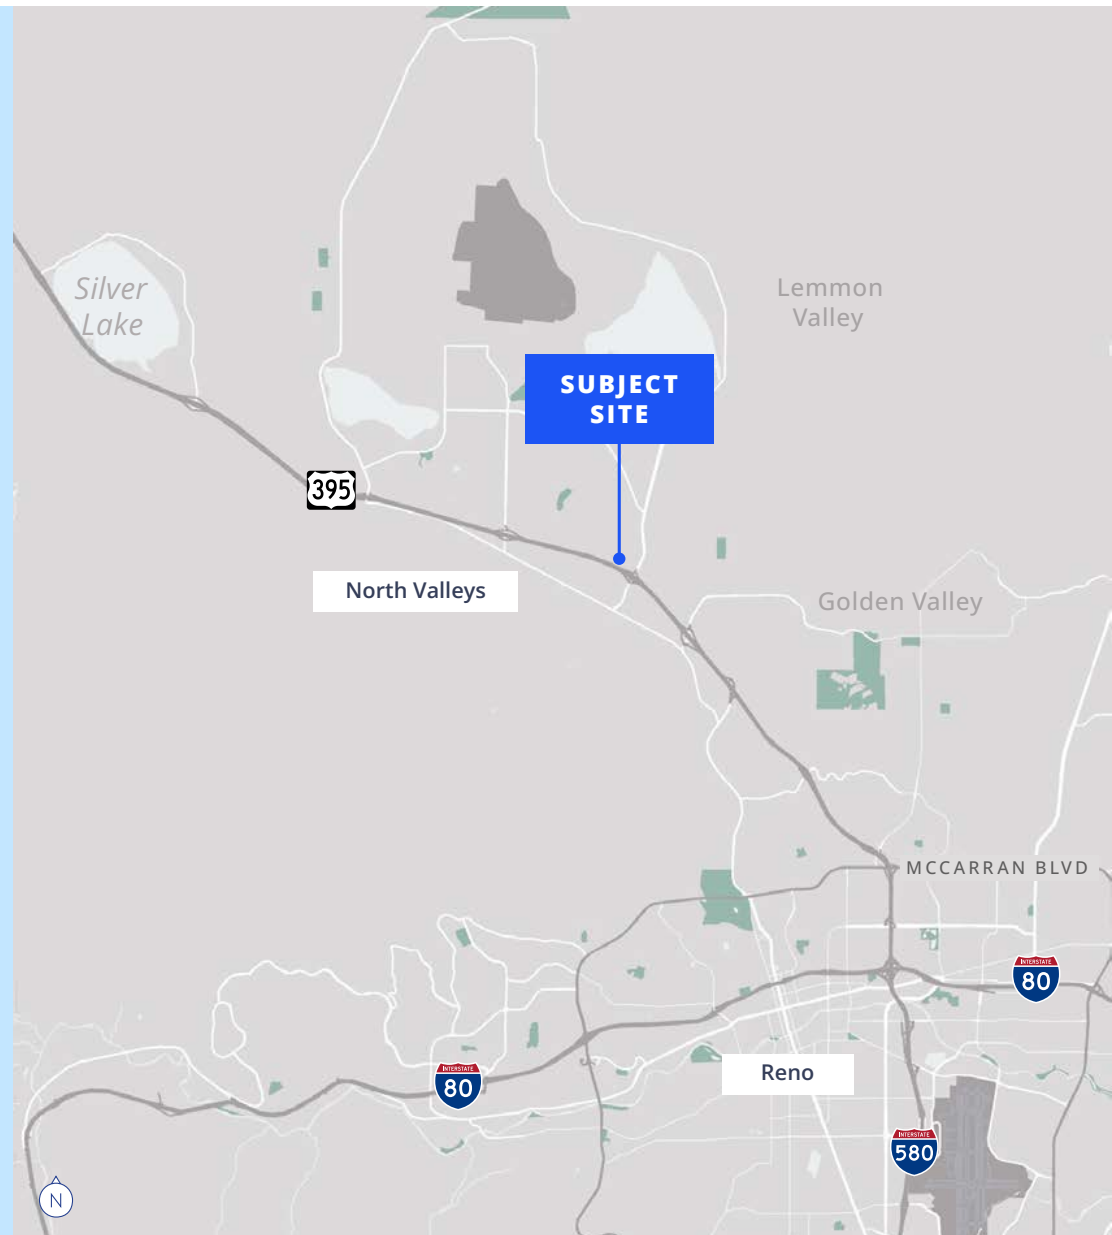 Silver
Lake
Lemmon
Valley
SUBJECT
SITE
395
North Valleys
Golden Valley
MCCARRAN BLVD
INTERSTATE
80
Reno
INTERSTATE
80
INTERSTATE
580
N